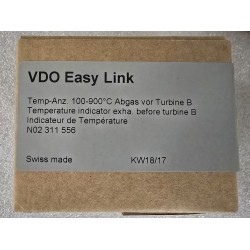 VDO Easy Link
Temp-Anz. 100-900°C Abgas vor Turbine B
Temperature indicator exha. before turbine B
Indicateur de Température
N02 311 556
Swiss made KW18/17